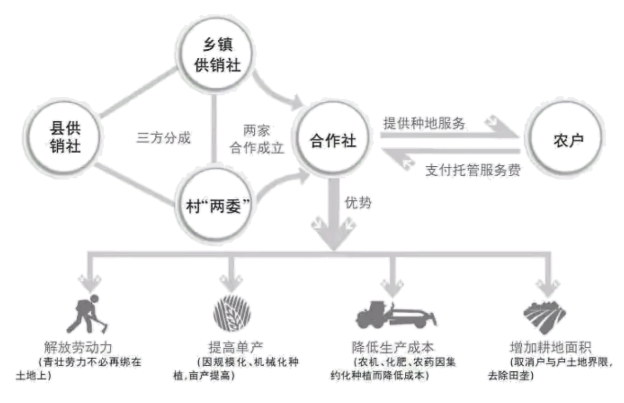 乡镇
供销社
县供
销社
三方分成
两家
合作成立
合作社
提供种地服务
支付托管服务费
农户
村“两委”
优势
解放劳动力
(青壮劳力不必再绑在
土地上)
提高单产
(因规模化、机械化种
植,亩产提高)
降低生产成本
(农机、化肥、农药因集
约化种植而降低成本)
增加耕地面积
(取消户与户土地界限,
去除田垄)